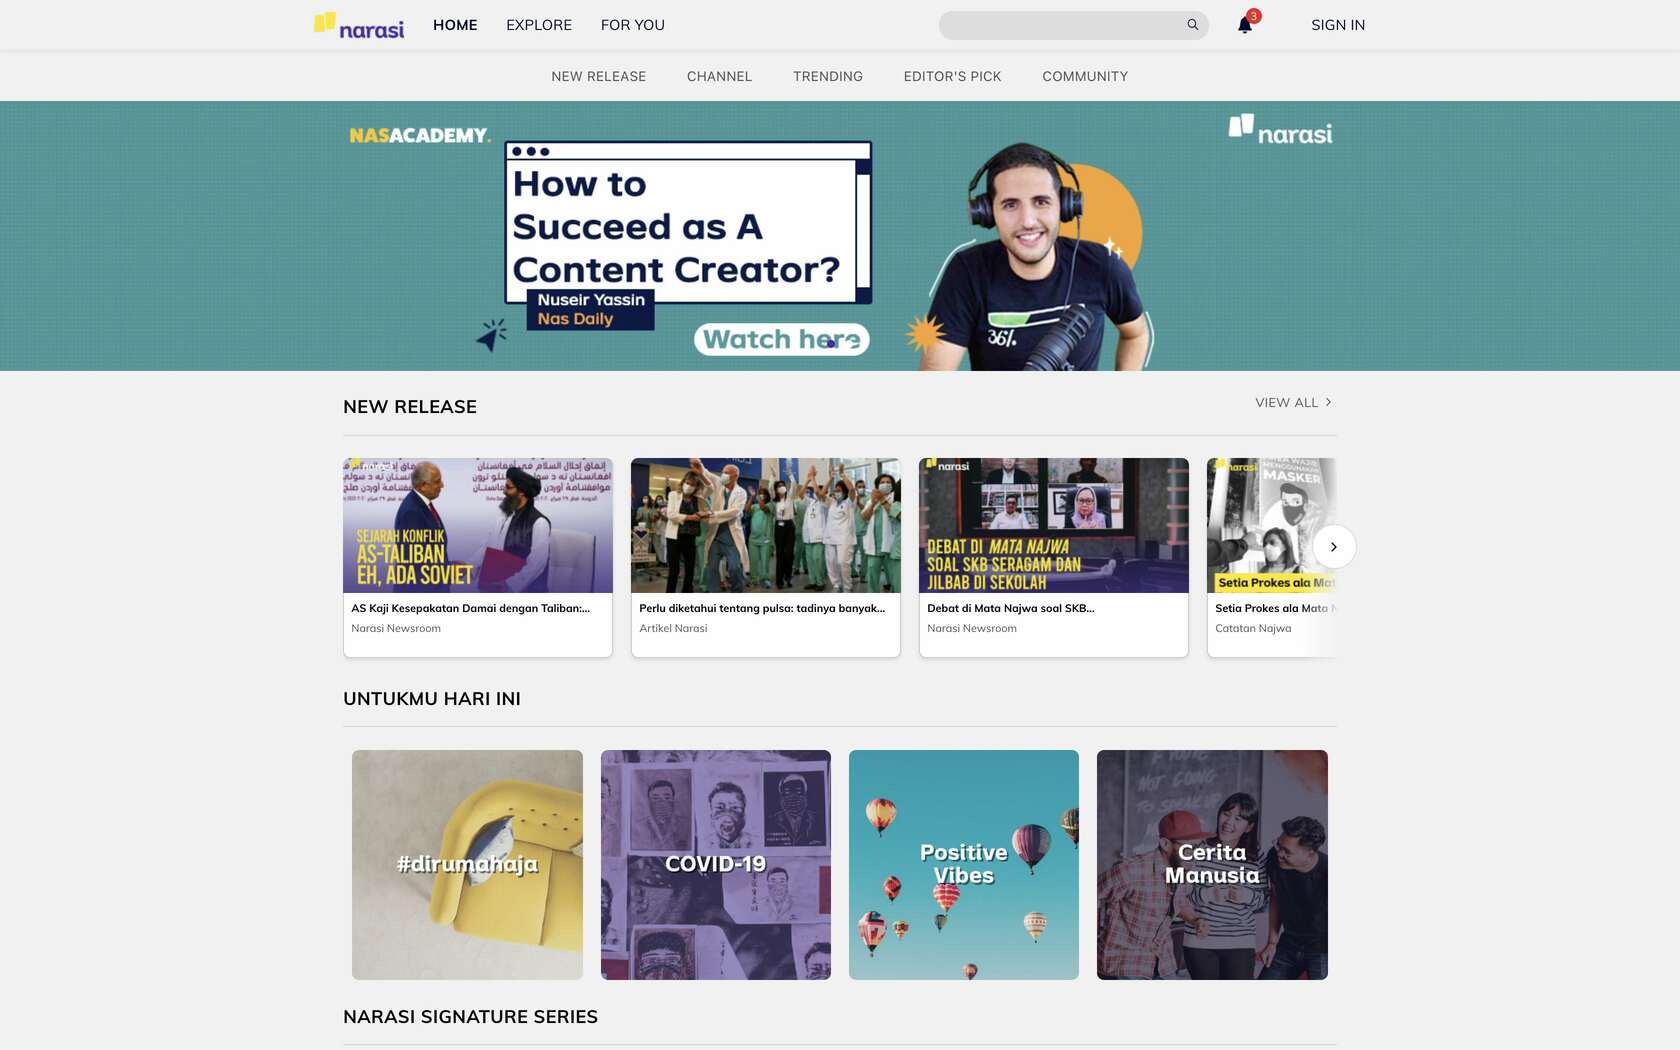 narasi
HOME
EXPLORE
FOR YOU
3
SIGN IN
NEW RELEASE
CHANNEL
TRENDING
EDITOR'S PICK
COMMUNITY
NASACADEMY.
narasi
How to
Succeed as A
Content Creator?
Nuseir Yassin
Nas Daily
Watch here
36%
NEW RELEASE
VIEW ALL
SEJARAH KONFLIK
AS-TALIBAN
EH, ADA SOVIET
AS Kaji Kesepakatan Damai dengan Taliban:...
Narasi Newsroom
Perlu diketahui tentang pulsa: tadinya banyak...
Artikel Narasi
narasi
DEBAT DI MATA NAJWA
SOAL SKB SERAGAM DAN
JILBAB DI SEKOLAH
Debat di Mata Najwa soal SKB...
Narasi Newsroom
narasi
MENGGUNAKAN
MASKER
Setia Prokes ala Mat
Setia Prokes ala Mata N
Catatan Najwa
UNTUKMU HARI INI
#dirumahaja
COVID-19
Positive
Vibes
Cerita
Manusia
NARASI SIGNATURE SERIES